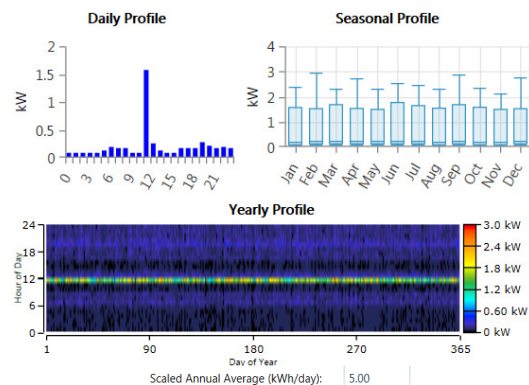 Daily Profile
Seasonal Profile
2
1.5
1
0.5
0
kW
0
3
6
9
12
15
18
21
4
3
2
1
0
kW
Jan
Feb
Mar
Apr
May
Jun
Jul
Aug
Sep
Oct
Nov
Dec
Yearly Profile
24
18
12
6
0
Hour of Day
3.0 kW
2.4 kW
1.8 kW
1.2 kW
0.60 kW
0 kW
1
90
180
270
365
Day of Year
Scaled Annual Average (kWh/day): 5.00